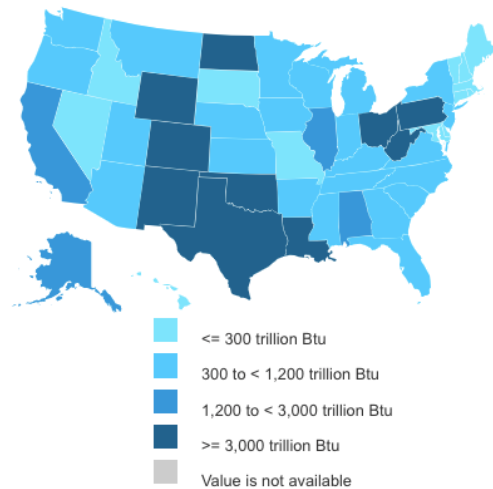 <= 300 trillion Btu
300 to < 1,200 trillion Btu
1,200 to < 3,000 trillion Btu
>= 3,000 trillion Btu
Value is not available